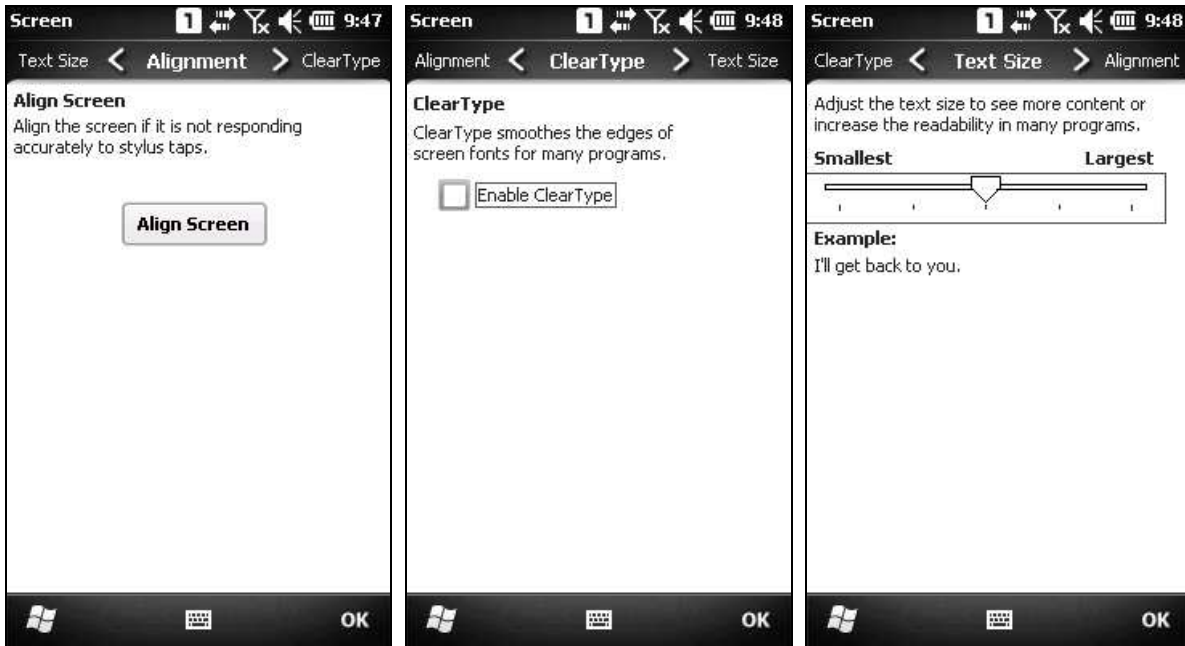 Screen 1 9:47
Text Size Alignment ClearType
Align Screen
Align the screen if it is not responding
accurately to stylus taps.
Align Screen
OK
Screen 1 9:48
Alignment ClearType Text Size
ClearType
ClearType smoothes the edges of
screen fonts for many programs.
Enable ClearType
OK
Screen 1 9:48
ClearType Text Size Alignment
Adjust the text size to see more content or
increase the readability in many programs.
Smallest Largest
Example:
I'll get back to you.
OK